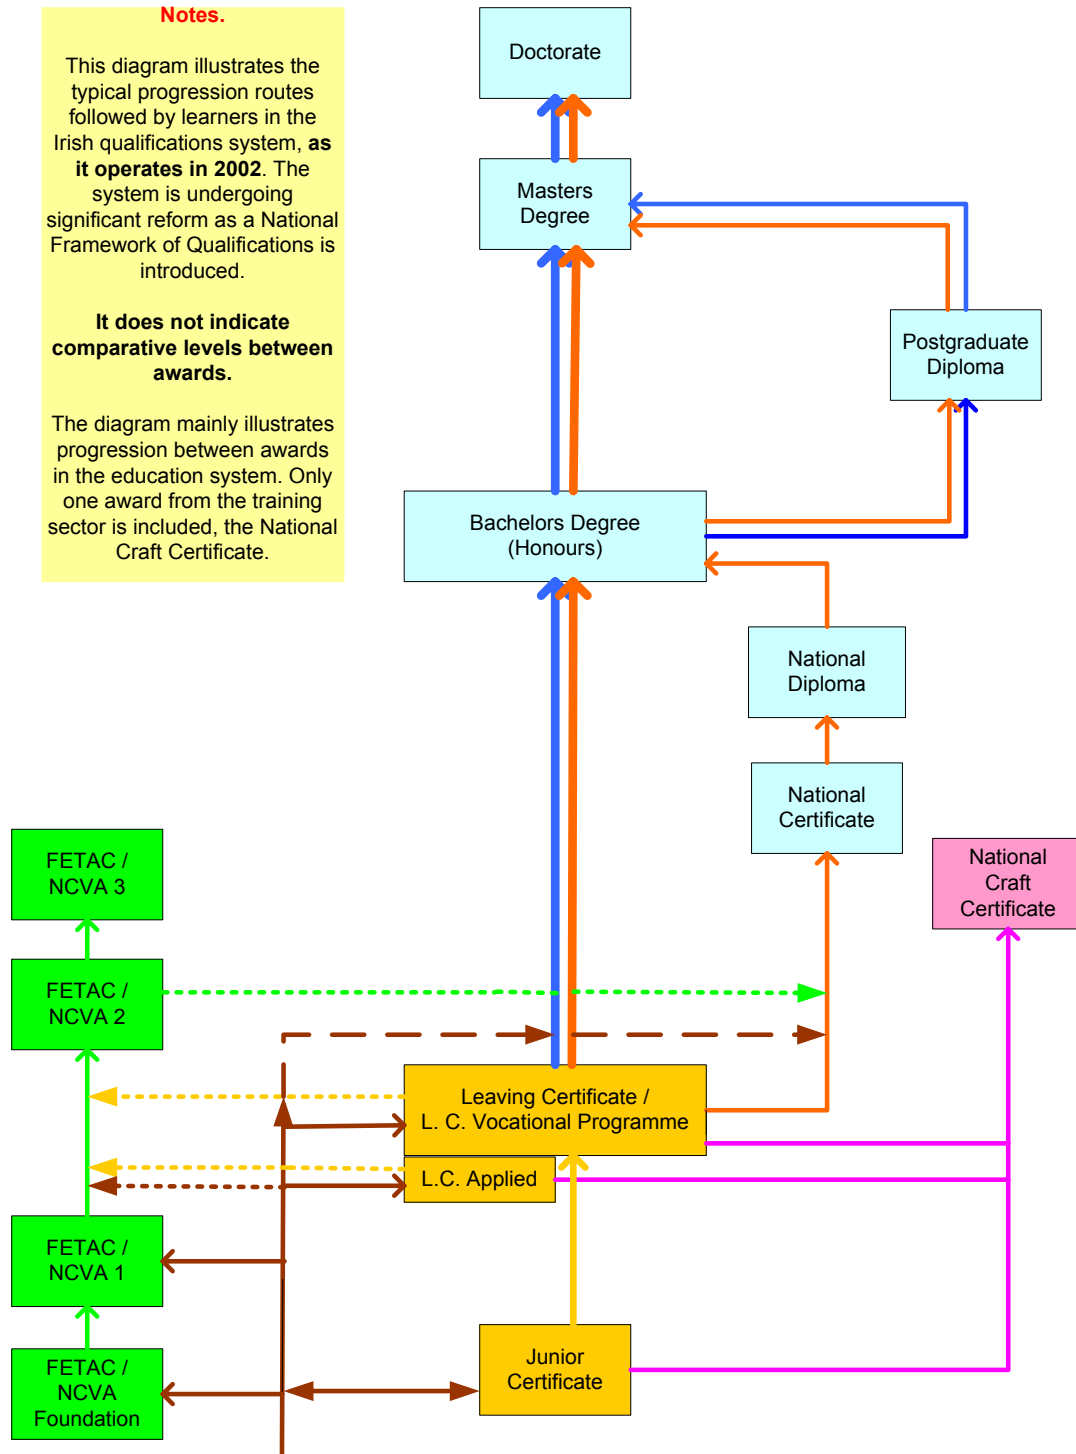 Notes.
This diagram illustrates the
typical progression routes
followed by learners in the
Irish qualifications system, as
it operates in 2002. The
system is undergoing
significant reform as a National
Framework of Qualifications is
introduced.
It does not indicate
comparative levels between
awards.
The diagram mainly illustrates
progression between awards
in the education system. Only
one award from the training
sector is included, the National
Craft Certificate.
Doctorate
Masters
Degree
Postgraduate
Diploma
Bachelors Degree
(Honours)
National
Diploma
National
Certificate
National
Craft
Certificate
FETAC /
NCVA 3
FETAC /
NCVA 2
Leaving Certificate /
L. C. Vocational Programme
L.C. Applied
FETAC /
NCVA 1
Junior
Certificate
FETAC /
NCVA
Foundation